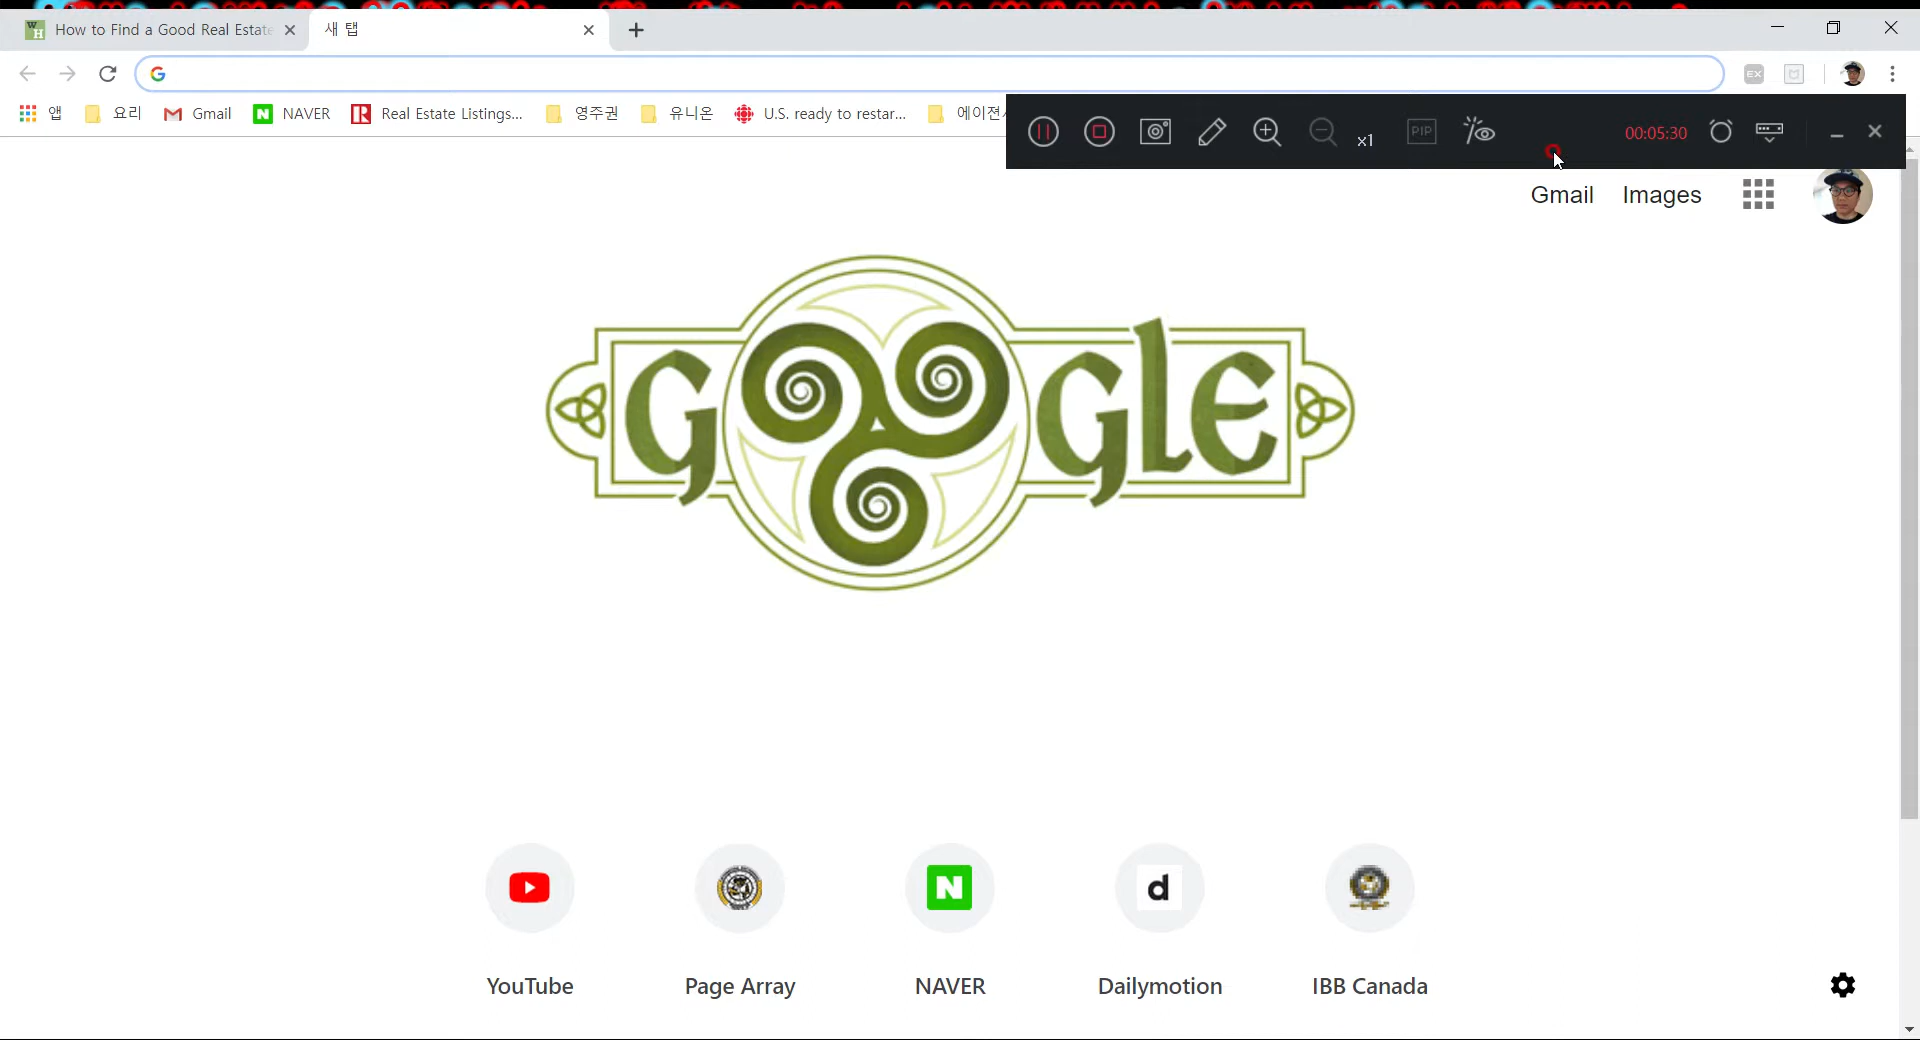 How to Find a Good Real Estate
새 탭
앱
요리
Gmail
NAVER
Real Estate Listings...
영주권
유니온
U.S. ready to restar...
에이전
x1
PIP
00:05:30
Gmail
Images
GOOGLE
YouTube
Page Array
NAVER
Dailymotion
IBB Canada